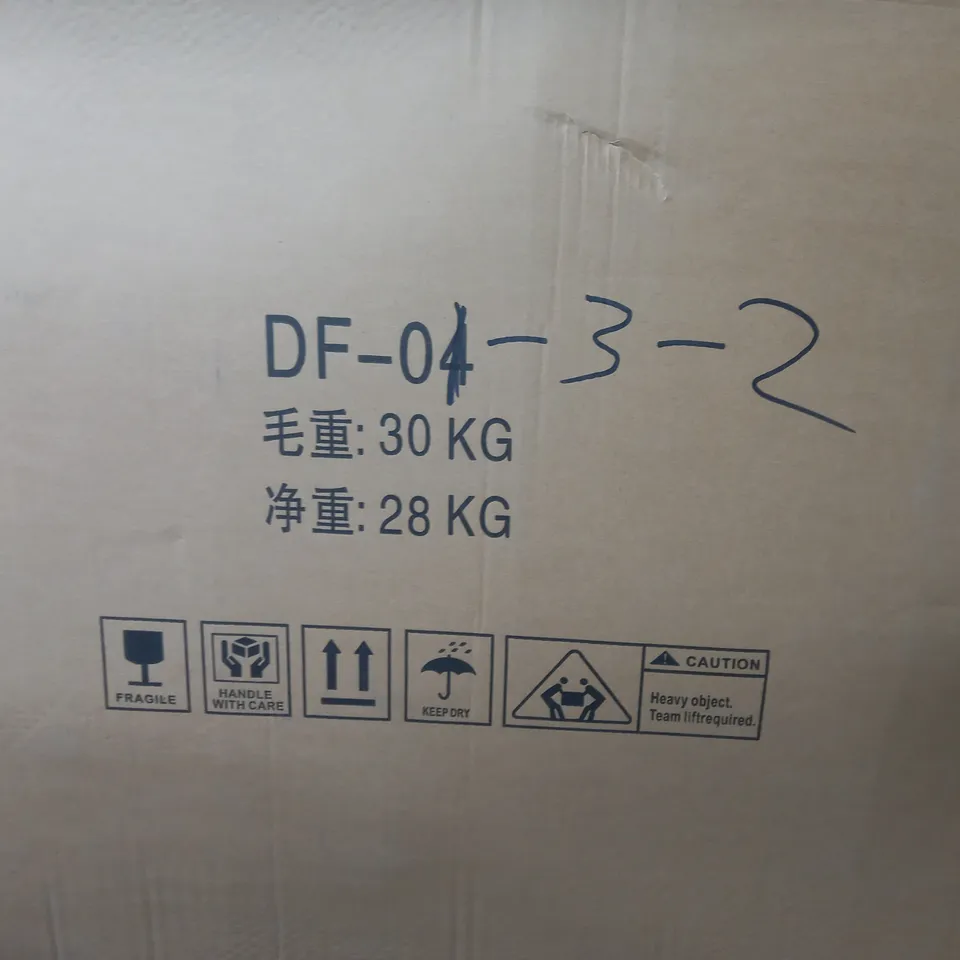 DF-01-3-2
毛重: 30 KG
净重: 28 KG
FRAGILE
HANDLE
WITH CARE
KEEP DRY
CAUTION
Heavy object.
Team liftrequired.